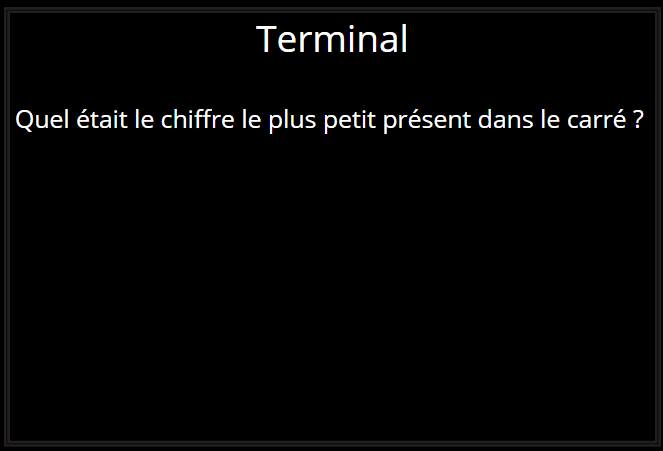 Terminal
Quel était le chiffre le plus petit présent dans le carré ?